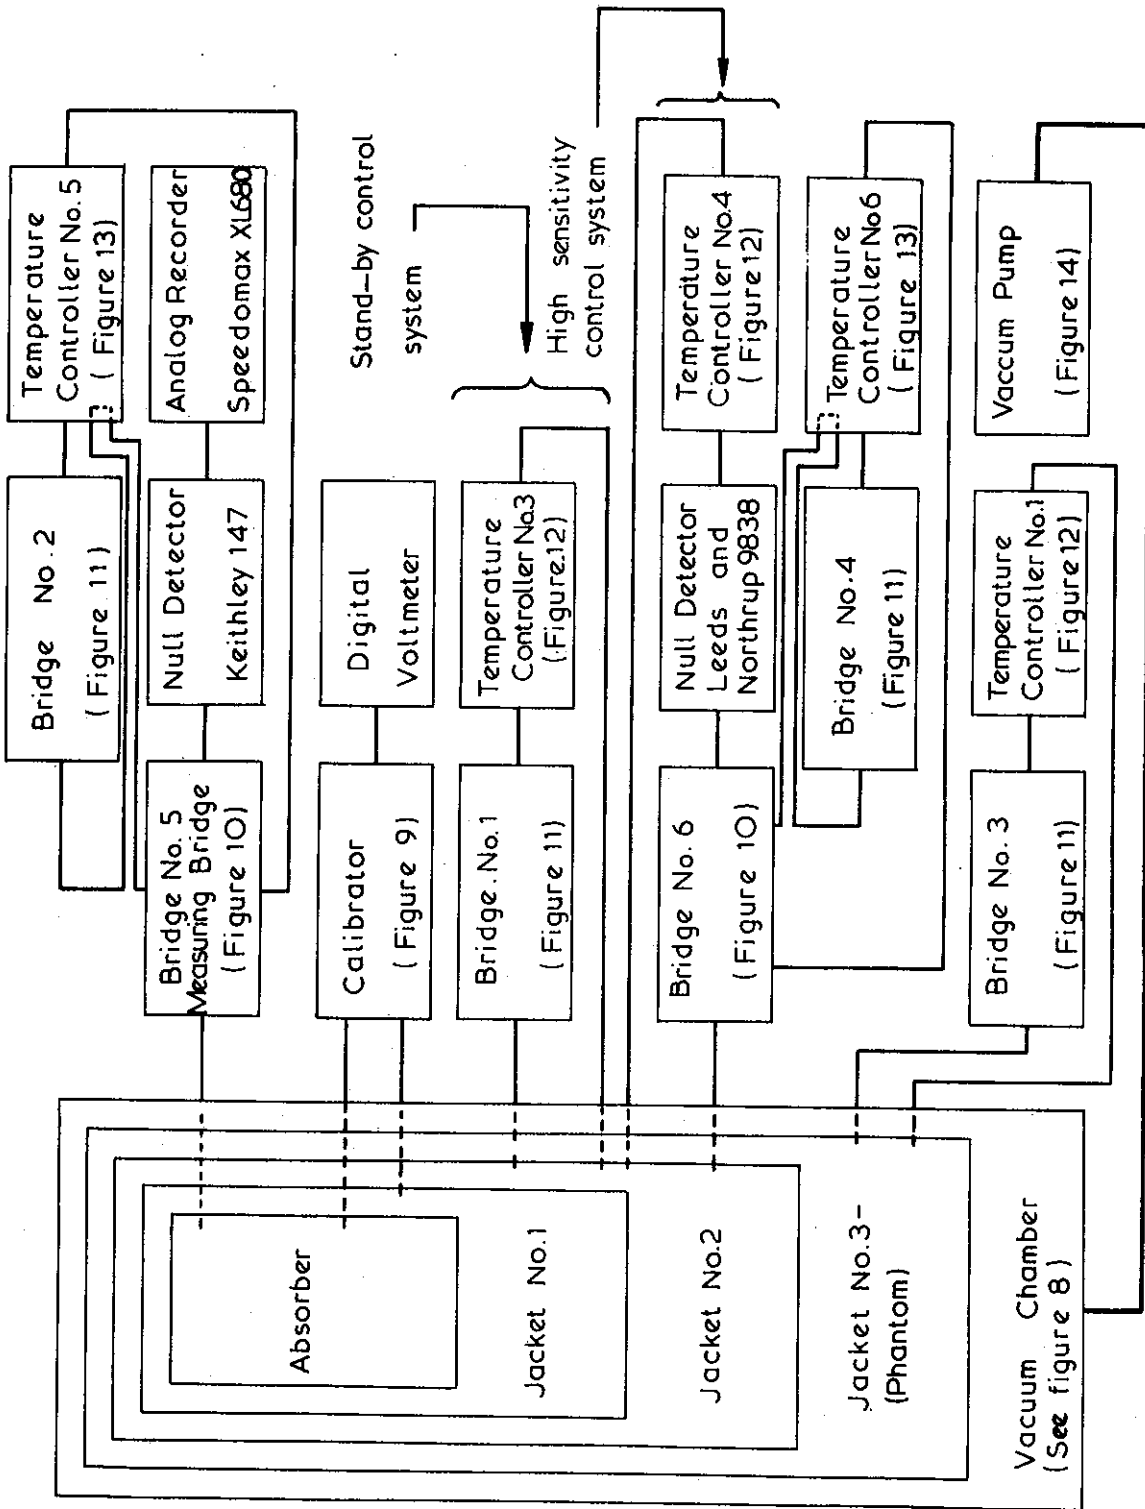 Temperature
Controller No. 5
( Figure 13)
Bridge No. 2
( Figure 11)
Analog Recorder
Speedomax XL680
Null Detector
Keithley 147
Bridge No. 5
Measuring Bridge
(Figure 10)
Stand-by control
system
Digital
Voltmeter
Calibrator
( Figure 9)
High sensitivity
control system
Temperature
Controller No.3
(Figure.12)
Bridge.No.1
(Figure 11)
Temperature
Controller No.4
(Figure 12)
Null Detector
Leeds and
Northrup 9838
Bridge No. 6
(Figure 10)
Temperature
Controller No6
( Figure 13)
Bridge No.4
(Figure 11)
Vaccum Pump
(Figure 14)
Temperature
Controller No.1
( Figure 12)
Bridge No. 3
(Figure 11)
Absorber
Jacket No.1
Jacket No.2
Jacket No.3-
(Phantom)
Vacuum Chamber
(See figure 8)